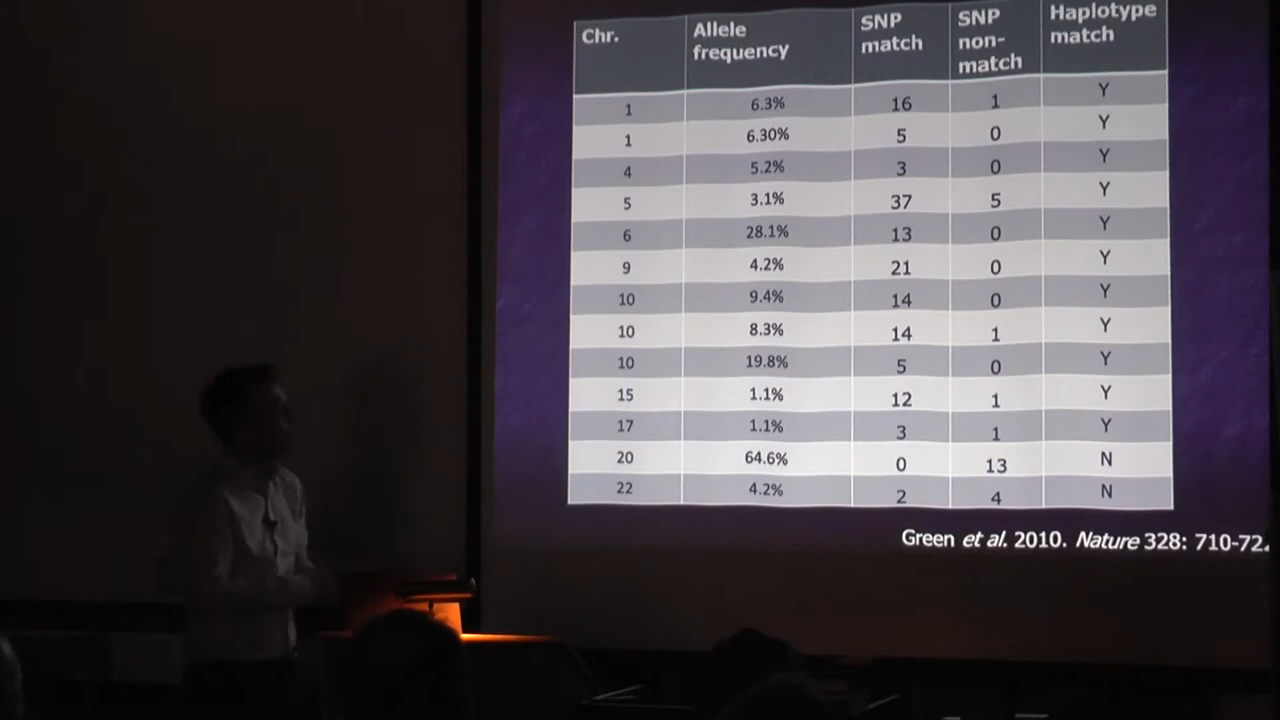 Chr. Allele frequency SNP match SNP non-match Haplotype match
1 6.3% 16 1 Y
1 6.30% 5 0 Y
4 5.2% 3 0 Y
5 3.1% 37 5 Y
6 28.1% 13 0 Y
9 4.2% 21 0 Y
10 9.4% 14 0 Y
10 8.3% 14 1 Y
10 19.8% 5 0 Y
15 1.1% 12 1 Y
17 1.1% 3 1 Y
20 64.6% 0 13 N
22 4.2% 2 4 N
Green et al. 2010. Nature 328: 710-72